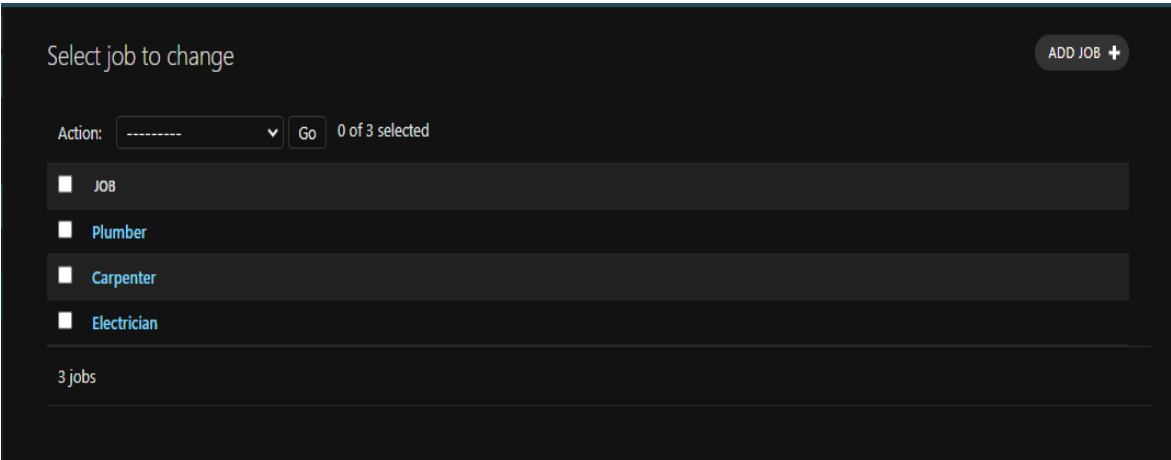 Select job to change
ADD JOB +
Action: --------- Go 0 of 3 selected
JOB
Plumber
Carpenter
Electrician
3 jobs